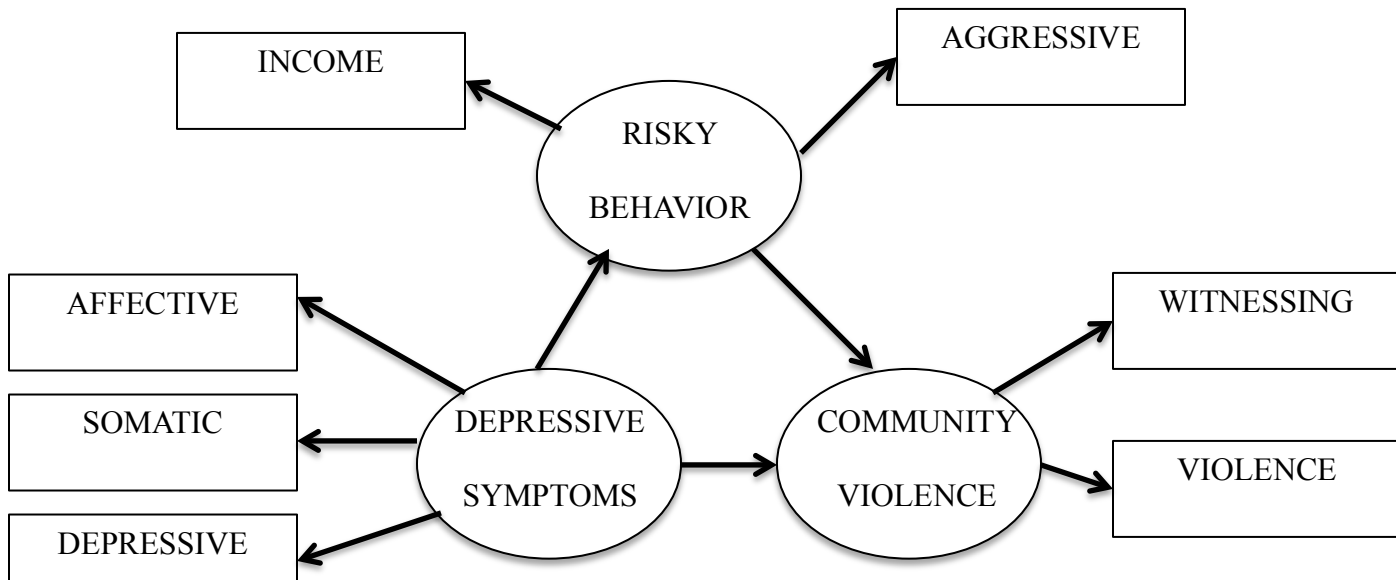 INCOME
AGGRESSIVE
RISKY
BEHAVIOR
AFFECTIVE
WITNESSING
SOMATIC
DEPRESSIVE
SYMPTOMS
COMMUNITY
VIOLENCE
VIOLENCE
DEPRESSIVE